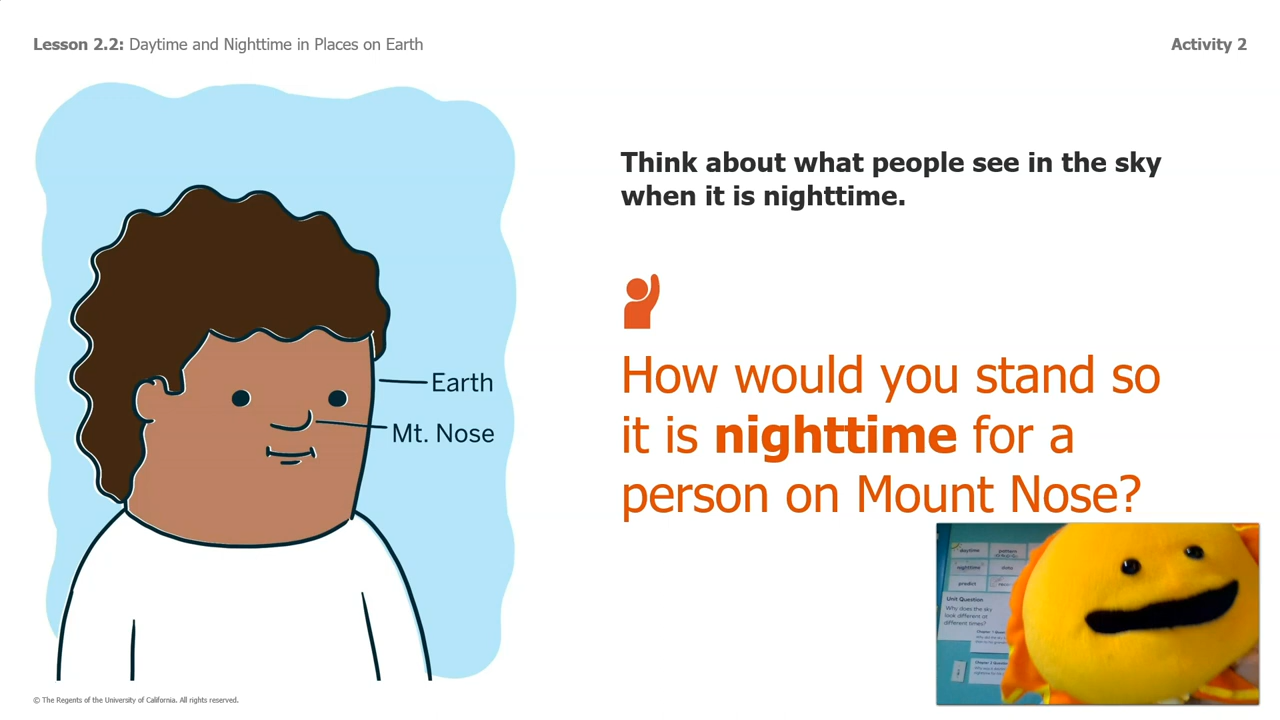 Lesson 2.2: Daytime and Nighttime in Places on Earth
Activity 2
Think about what people see in the sky
when it is nighttime.
How would you stand so
it is nighttime for a
person on Mount Nose?
Earth
Mt. Nose
daytime
pattern
nighttime
data
predict
Unit Question
Why does the sky
look different at
different times?
© The Regents of the University of California. All rights reserved.